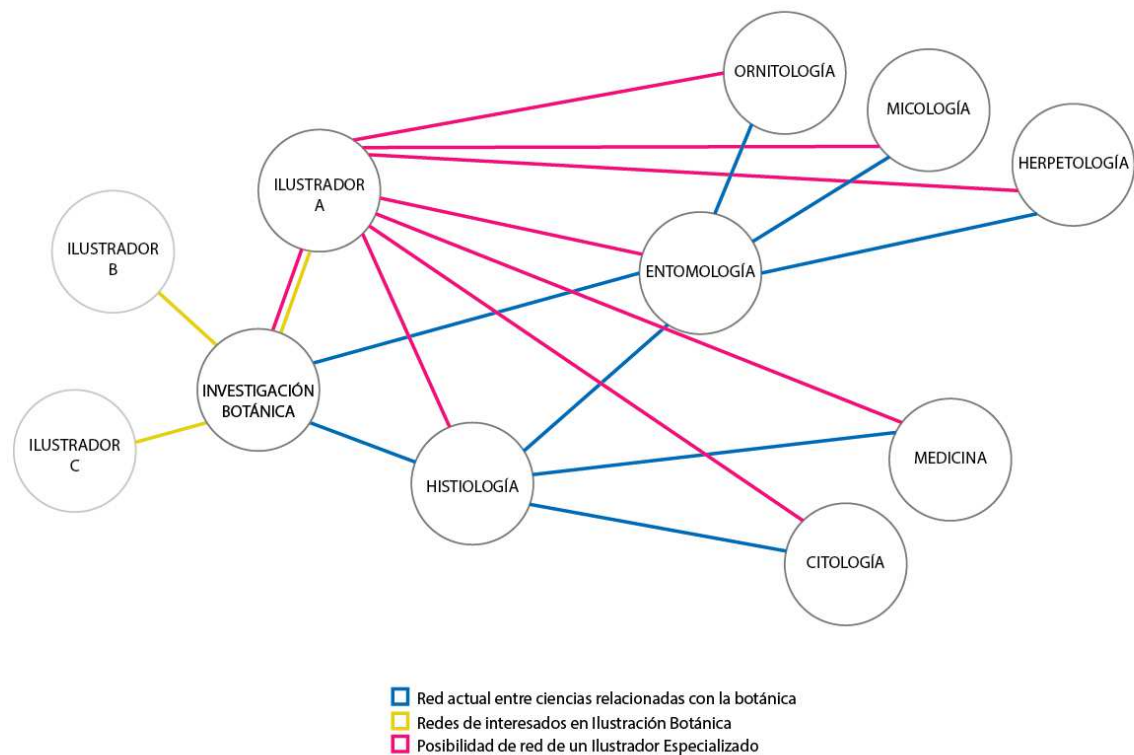 ORNITOLOGÍA
MICOLOGÍA
HERPETOLOGÍA
ILUSTRADOR
A
ILUSTRADOR
B
ENTOMOLOGÍA
INVESTIGACIÓN
BOTÁNICA
ILUSTRADOR
C
HISTIOLOGÍA
MEDICINA
CITOLOGÍA
Red actual entre ciencias relacionadas con la botánica
Redes de interesados en Ilustración Botánica
Posibilidad de red de un Ilustrador Especializado